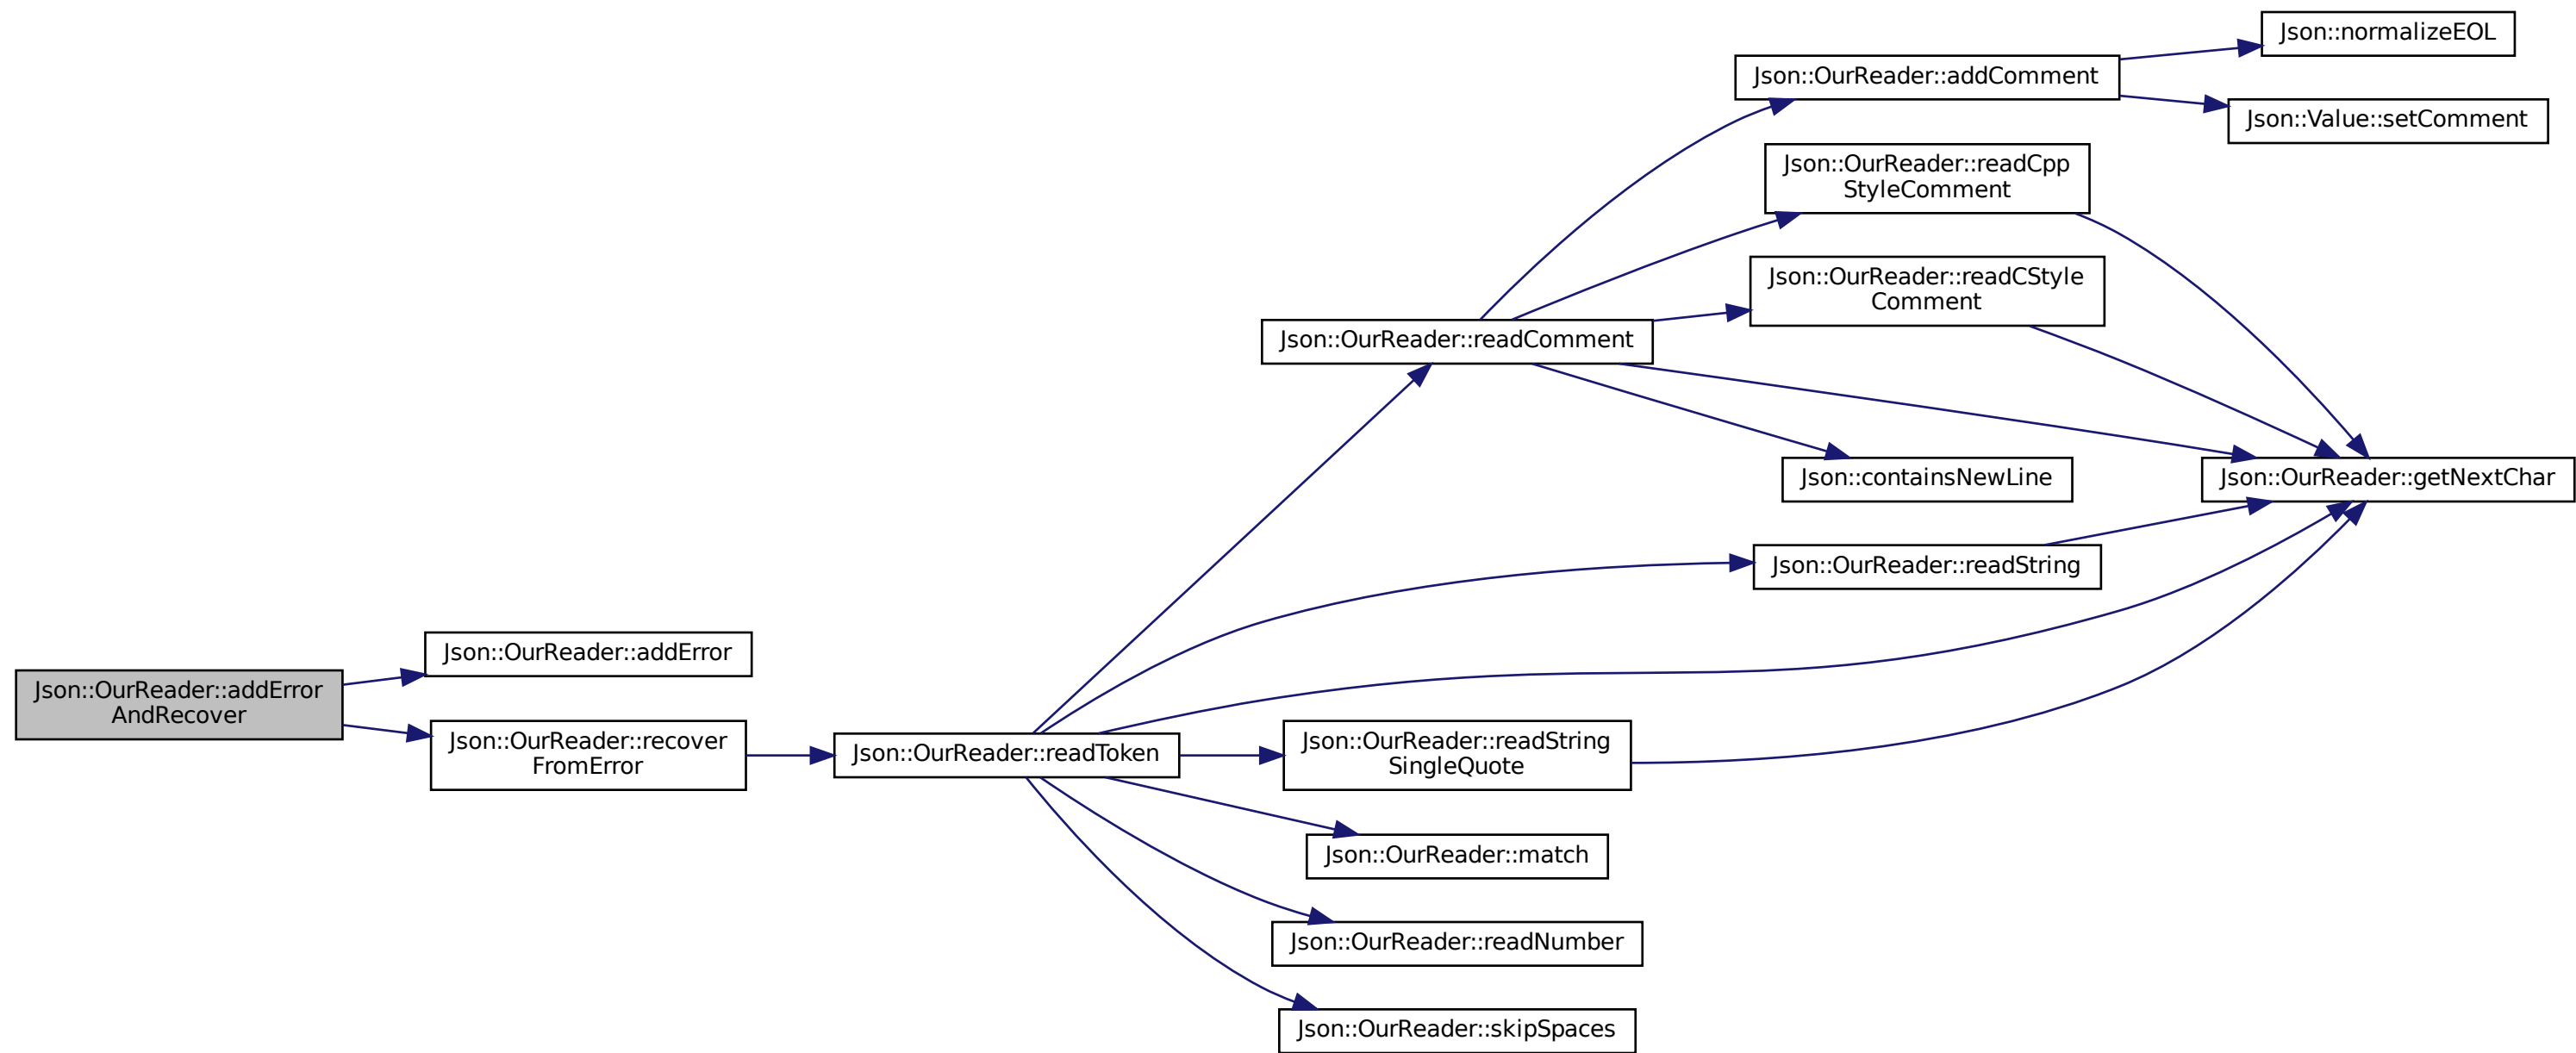 Json::normalizeEOL
Json::OurReader::addComment
Json::Value::setComment
Json::OurReader::readCpp
StyleComment
Json::OurReader::readCStyle
Comment
Json::OurReader::readComment
Json::containsNewLine
Json::OurReader::getNextChar
Json::OurReader::readString
Json::OurReader::addError
Json::OurReader::addError
AndRecover
Json::OurReader::recover
FromError
Json::OurReader::readToken
Json::OurReader::readString
SingleQuote
Json::OurReader::match
Json::OurReader::readNumber
Json::OurReader::skipSpaces